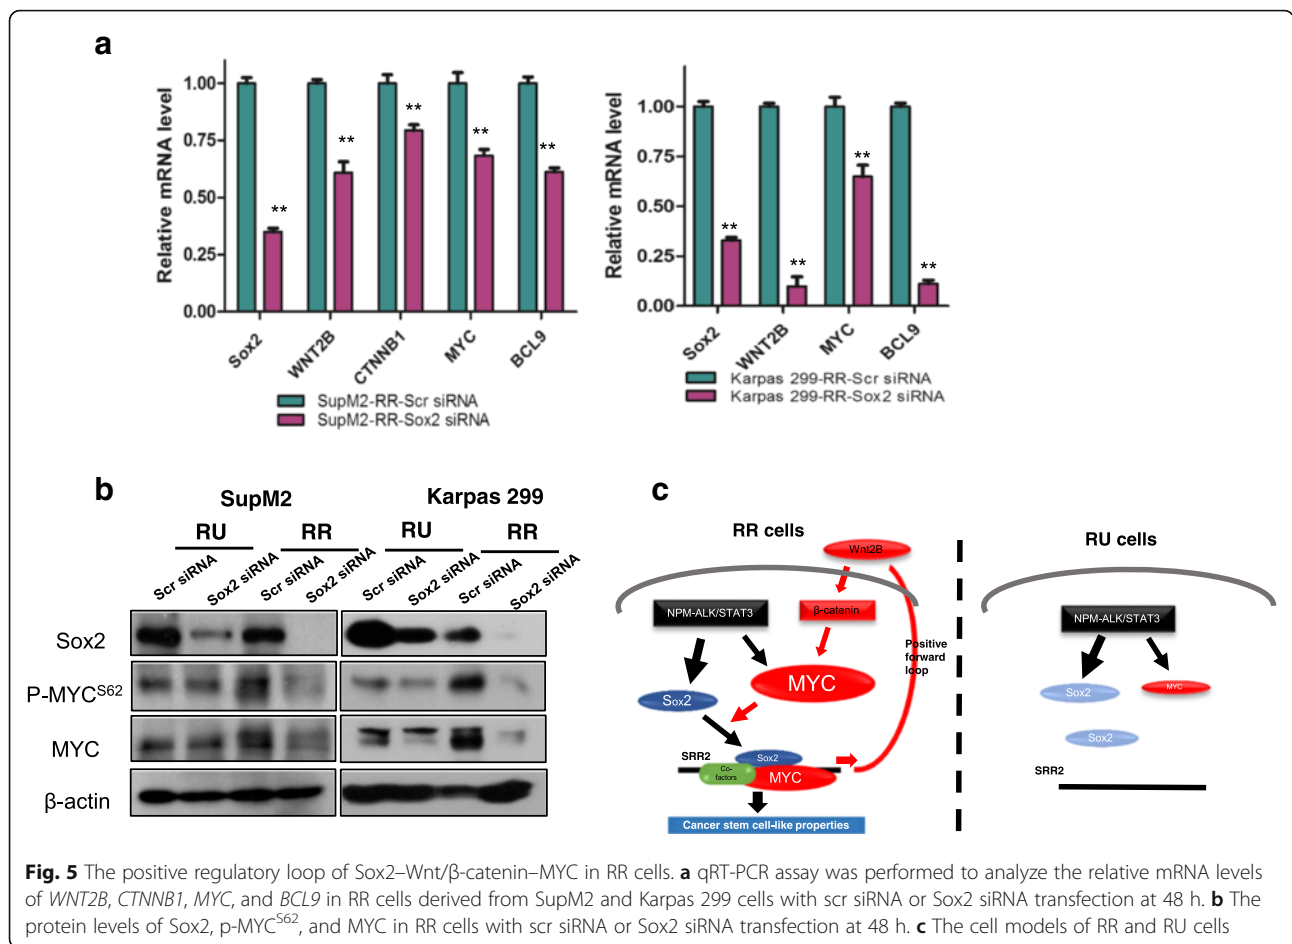 a
Relative mRNA level
1.00
0.75
0.50
0.25
0.00
**
**
**
**
**
Sox2
WNT2B
CTNNB1
MYC
BCL9
SupM2-RR-Scr siRNA
SupM2-RR-Sox2 siRNA
Relative mRNA level
1.00
0.75
0.50
0.25
0.00
**
**
**
**
Sox2
WNT2B
MYC
BCL9
Karpas 299-RR-Scr siRNA
Karpas 299-RR-Sox2 siRNA
b
SupM2
Karpas 299
RU
RR
RU
RR
Scr siRNA
Sox2 siRNA
Scr siRNA
Sox2 siRNA
Scr siRNA
Sox2 siRNA
Scr siRNA
Sox2 siRNA
Sox2
P-MYC^S62
MYC
β-actin
c
RR cells
Wnt2B
NPM-ALK/STAT3
β-catenin
Positive
forward
loop
MYC
Sox2
SRR2
Sox2
Co-
factors
MYC
Cancer stem cell-like properties
RU cells
NPM-ALK/STAT3
Sox2
MYC
Sox2
SRR2
Fig. 5 The positive regulatory loop of Sox2–Wnt/β-catenin–MYC in RR cells. a qRT-PCR assay was performed to analyze the relative mRNA levels
of WNT2B, CTNNB1, MYC, and BCL9 in RR cells derived from SupM2 and Karpas 299 cells with scr siRNA or Sox2 siRNA transfection at 48 h. b The
protein levels of Sox2, p-MYC^S62, and MYC in RR cells with scr siRNA or Sox2 siRNA transfection at 48 h. c The cell models of RR and RU cells